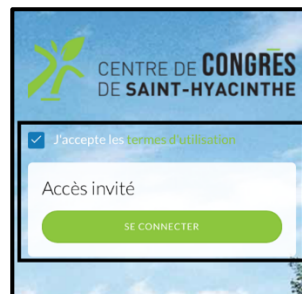 CENTRE DE CONGRÈS
DE SAINT-HYACINTHE
J'accepte les termes d'utilisation
Accès invité
SE CONNECTER